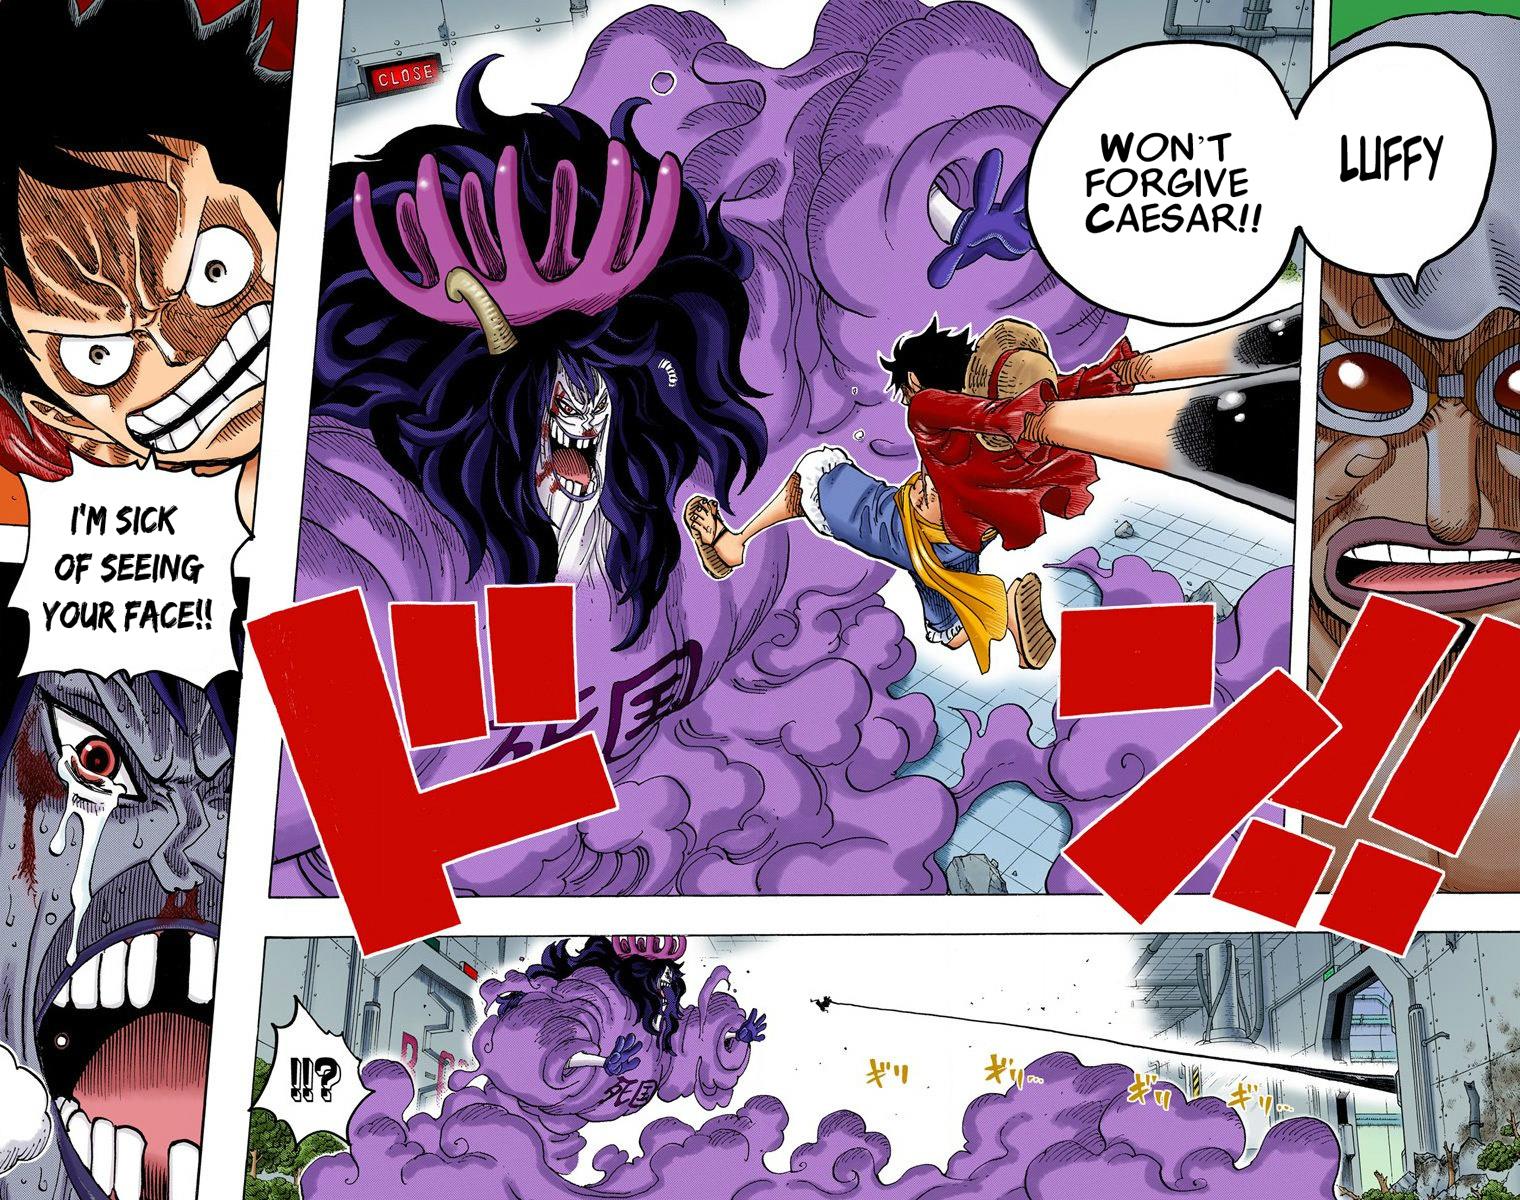 LUFFY
WON'T
FORGIVE
CAESAR!!
CLOSE
死国
ドン!!
I'M SICK
OF SEEING
YOUR FACE!!
!!?
死国
ギリ
ギリ…
ギリ
ギリ…